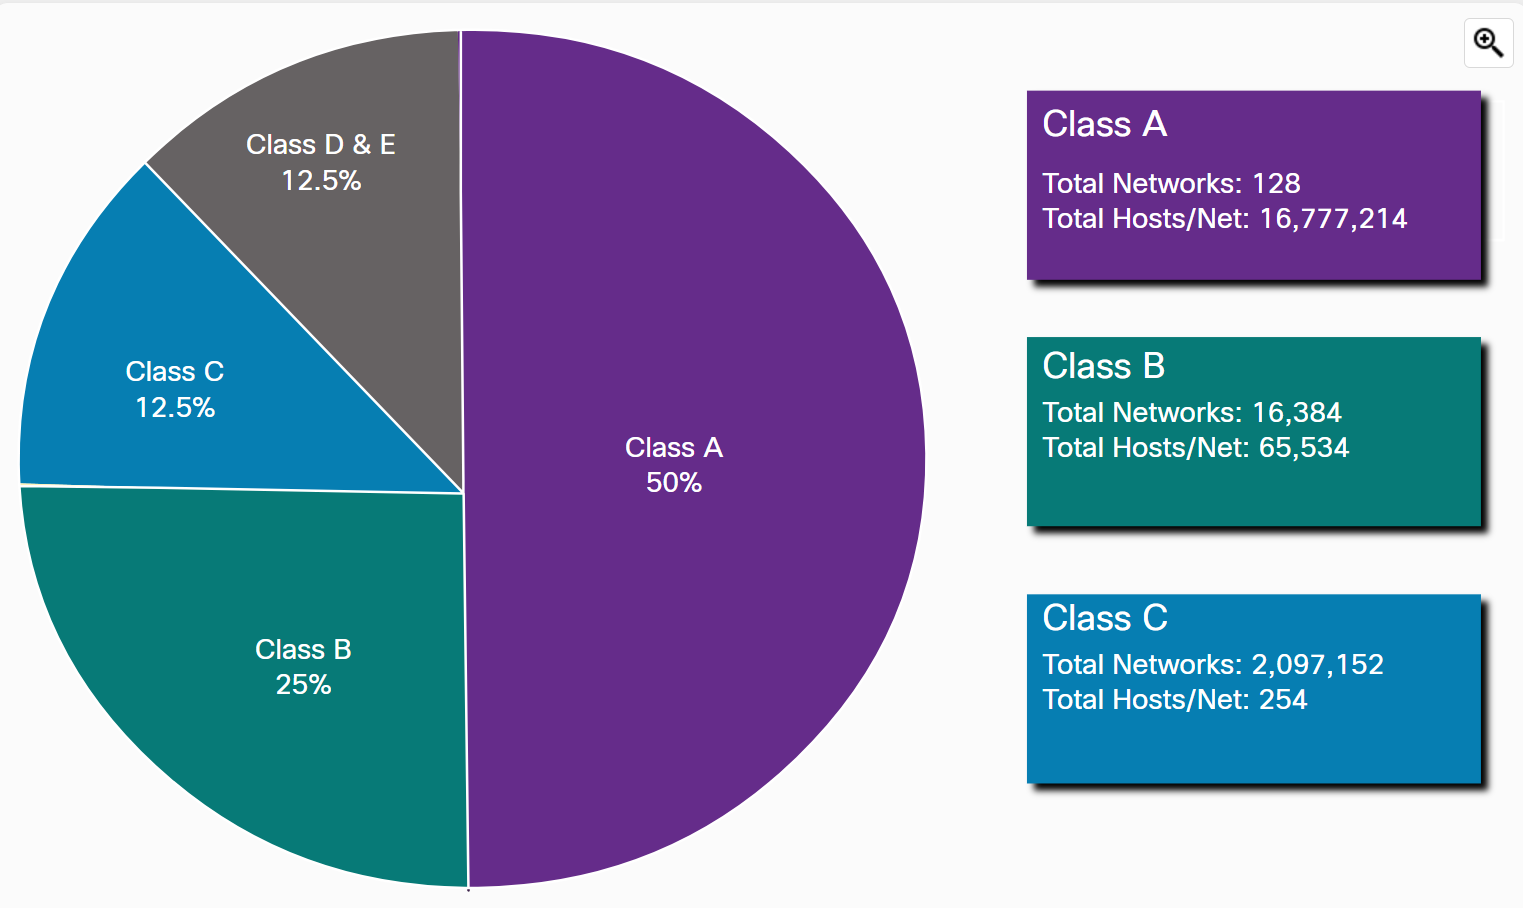 Class D & E
12.5%
Class C
12.5%
Class A
50%
Class B
25%
Class A
Total Networks: 128
Total Hosts/Net: 16,777,214
Class B
Total Networks: 16,384
Total Hosts/Net: 65,534
Class C
Total Networks: 2,097,152
Total Hosts/Net: 254